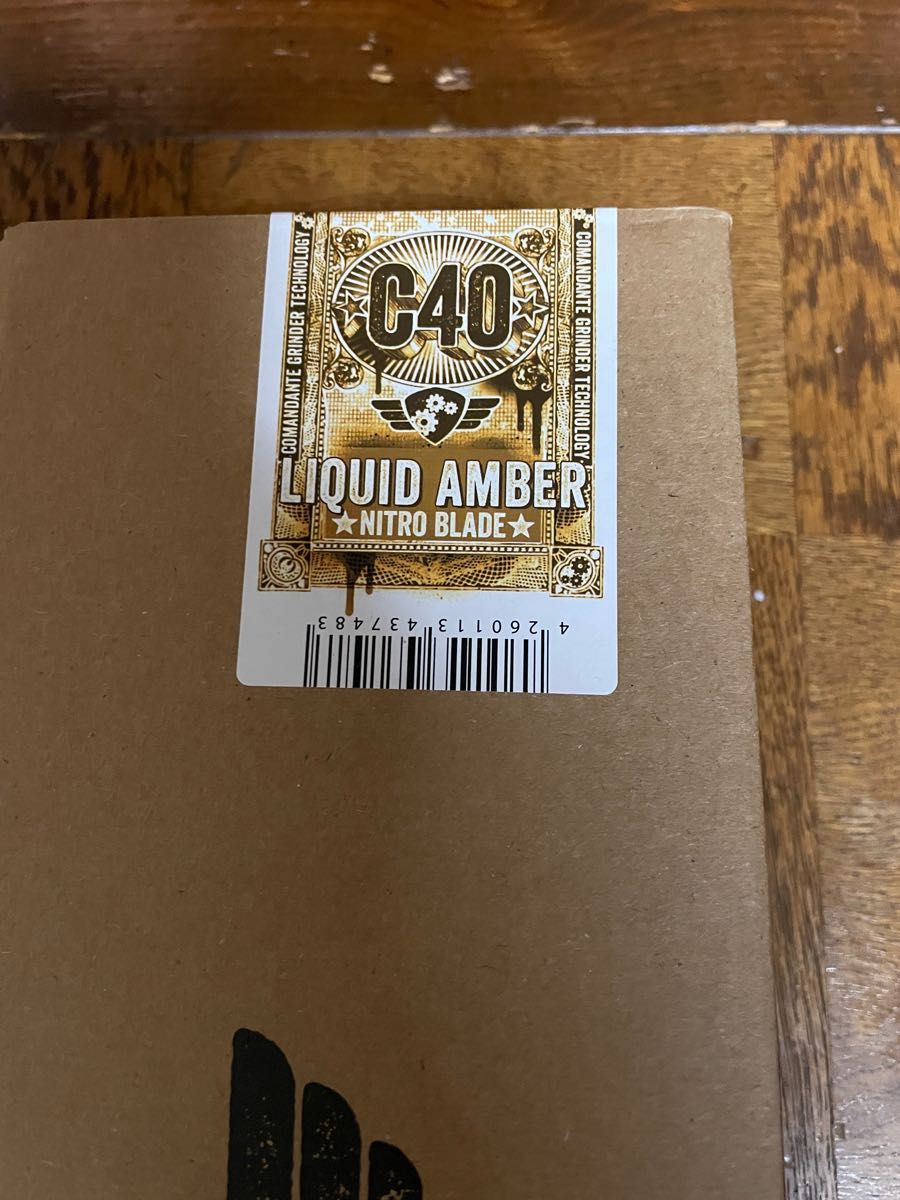 COMANDANTE GRINDER TECHNOLOGY
C40
COMANDANTE GRINDER TECHNOLOGY
LIQUID AMBER
★NITRO BLADE★
4 260113 437483